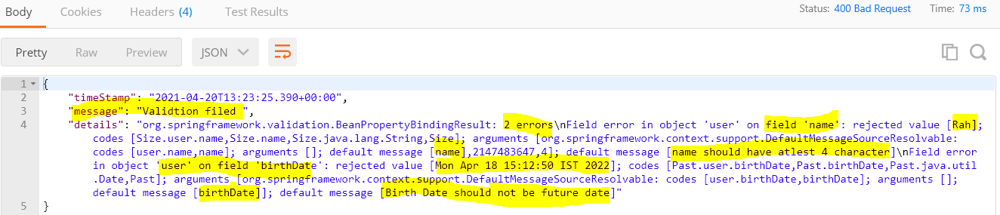 Body Cookies Headers (4) Test Results Status: 400 Bad Request Time: 73 ms
Pretty Raw Preview JSON
1 {
2 "timeStamp": "2021-04-20T13:23:25.390+00:00",
3 "message": "Validtion filed ",
4 "details": "org.springframework.validation.BeanPropertyBindingResult: 2 errors\nField error in object 'user' on field 'name': rejected value [Rah];
codes [Size.user.name,Size.name,Size.java.lang.String,Size]; arguments [org.springframework.context.support.DefaultMessageSourceResolvable:
codes [user.name,name]; arguments []; default message [name],2147483647,4]; default message [name should have atlest 4 character]\nField error
in object 'user' on field 'birthDate': rejected value [Mon Apr 18 15:12:50 IST 2022]; codes [Past.user.birthDate,Past.birthDate,Past.java.util
.Date,Past]; arguments [org.springframework.context.support.DefaultMessageSourceResolvable: codes [user.birthDate,birthDate]; arguments [];
default message [birthDate]]; default message [Birth Date should not be future date]"
5 }